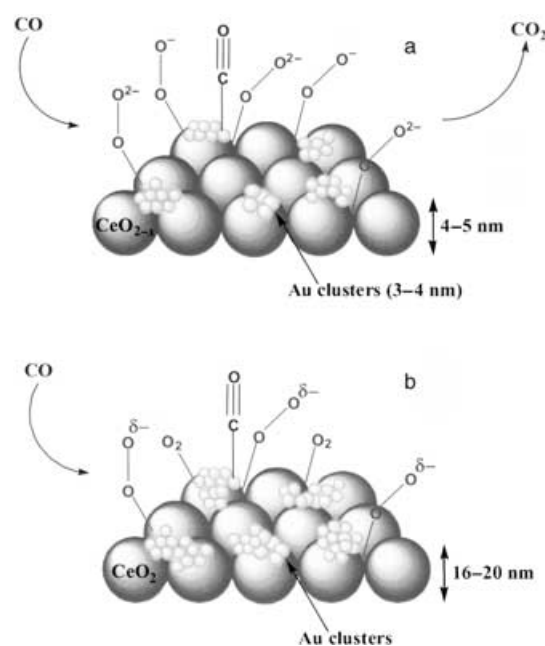 CO
CO₂
a
O
C
O⁻
O
O²⁻
O
O²⁻
O
O⁻
O
O²⁻
O
CeO₂₋ₓ
4–5 nm
Au clusters (3–4 nm)
b
CO
O
C
Oδ⁻
O
O₂
Oδ⁻
O
O₂
Oδ⁻
O
CeO₂
16–20 nm
Au clusters